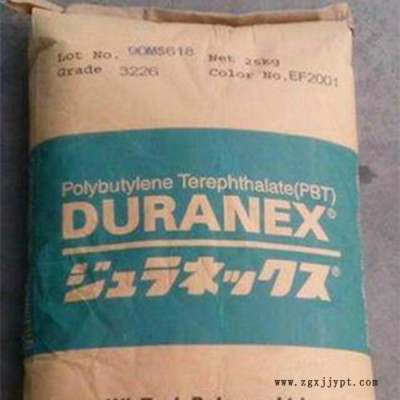 Lot No. 90M5618 Net 25Kg
Grade 3226 Color No. EF2001
Polybutylene Terephthalate(PBT)
DURANEX®
ジュラネックス®
www.zgxjjypt.com